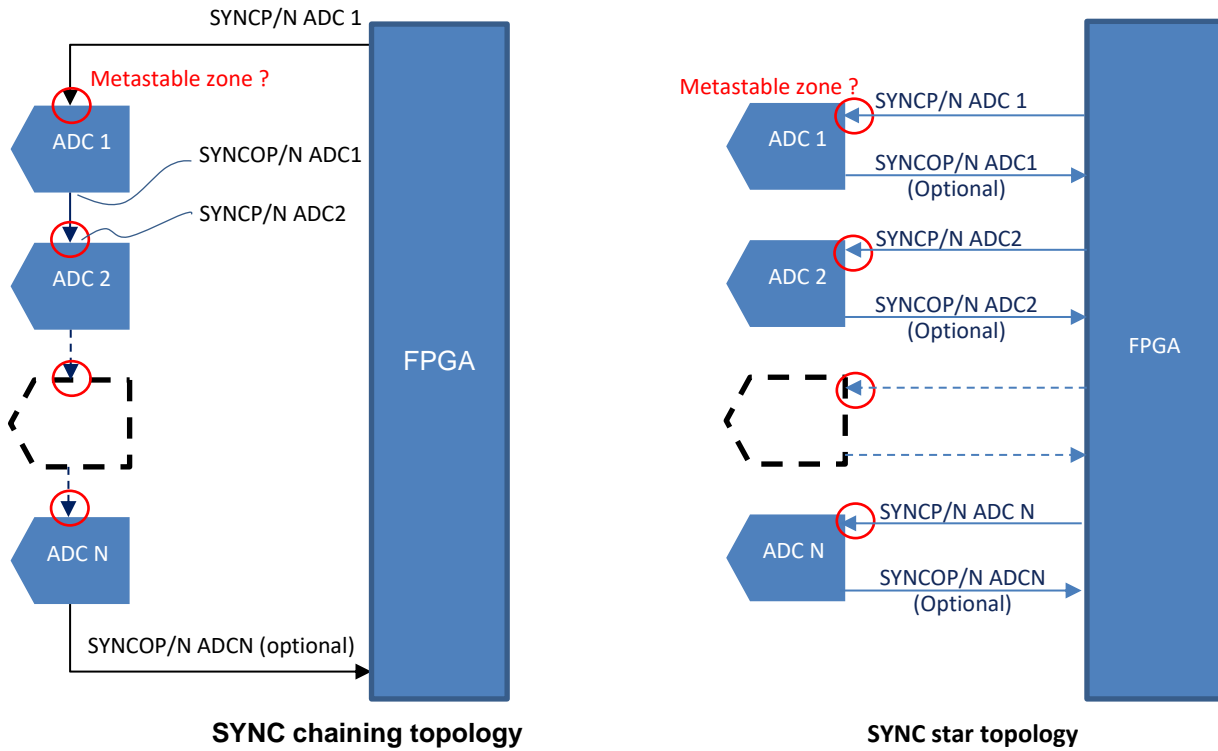 SYNCP/N ADC 1
Metastable zone ?
ADC 1
SYNCOP/N ADC1
SYNCP/N ADC2
ADC 2
FPGA
ADC N
SYNCOP/N ADCN (optional)
SYNC chaining topology
Metastable zone ?
SYNCP/N ADC 1
ADC 1
SYNCOP/N ADC1
(Optional)
SYNCP/N ADC2
ADC 2
SYNCOP/N ADC2
(Optional)
FPGA
SYNCP/N ADC N
ADC N
SYNCOP/N ADCN
(Optional)
SYNC star topology